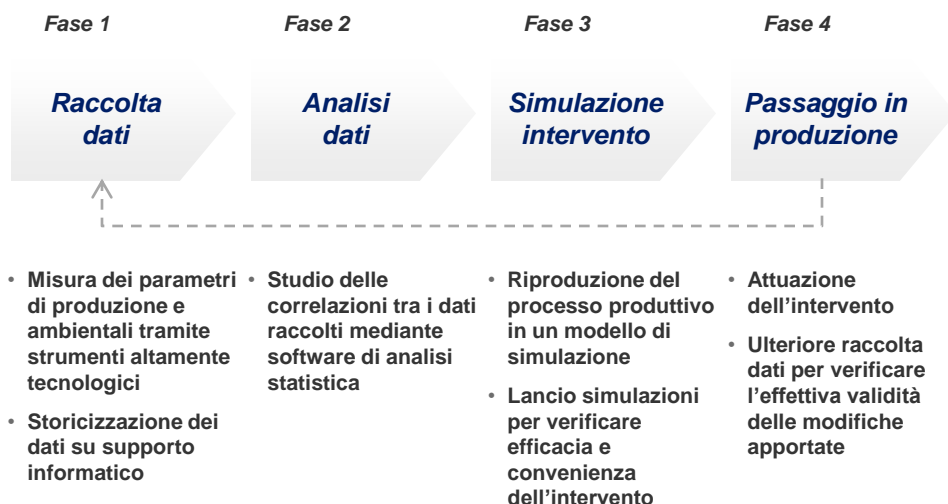 Fase 1
Fase 2
Fase 3
Fase 4
Raccolta
dati
Analisi
dati
Simulazione
intervento
Passaggio in
produzione
• Misura dei parametri
di produzione e
ambientali tramite
strumenti altamente
tecnologici
• Storicizzazione dei
dati su supporto
informatico
• Studio delle
correlazioni tra i dati
raccolti mediante
software di analisi
statistica
• Riproduzione del
processo produttivo
in un modello di
simulazione
• Lancio simulazioni
per verificare
efficacia e
convenienza
dell’intervento
• Attuazione
dell’intervento
• Ulteriore raccolta
dati per verificare
l’effettiva validità
delle modifiche
apportate